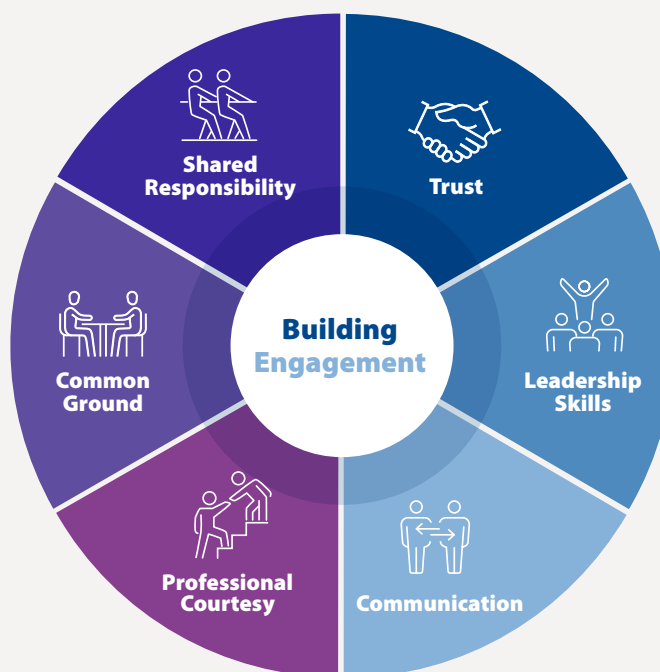 Building
Engagement
Trust
Leadership
Skills
Communication
Professional
Courtesy
Common
Ground
Shared
Responsibility